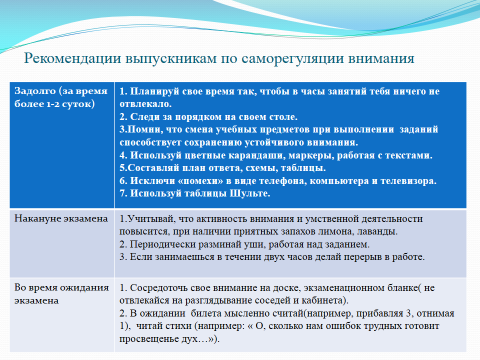 Рекомендации выпускникам по саморегуляции внимания
Задолго (за время
более 1-2 суток)
1. Планируй свое время так, чтобы в часы занятий тебя ничего не
отвлекало.
2. Следи за порядком на своем столе.
3.Помни, что смена учебных предметов при выполнении заданий
способствует сохранению устойчивого внимания.
4. Используй цветные карандаши, маркеры, работая с текстами.
5.Составляй план ответа, схемы, таблицы.
6. Исключи «помехи» в виде телефона, компьютера и телевизора.
7. Используй таблицы Шульте.
Накануне экзамена
1.Учитывай, что активность внимания и умственной деятельности
повысится, при наличии приятных запахов лимона, лаванды.
2. Периодически разминай уши, работая над заданием.
3. Если занимаешься в течении двух часов делай перерыв в работе.
Во время ожидания
экзамена
1. Сосредоточь свое внимание на доске, экзаменационном бланке( не
отвлекайся на разглядывание соседей и кабинета).
2. В ожидании билета мысленно считай(например, прибавляя 3, отнимая
1), читай стихи (например: « О, сколько нам ошибок трудных готовит
просвещенье дух…»).